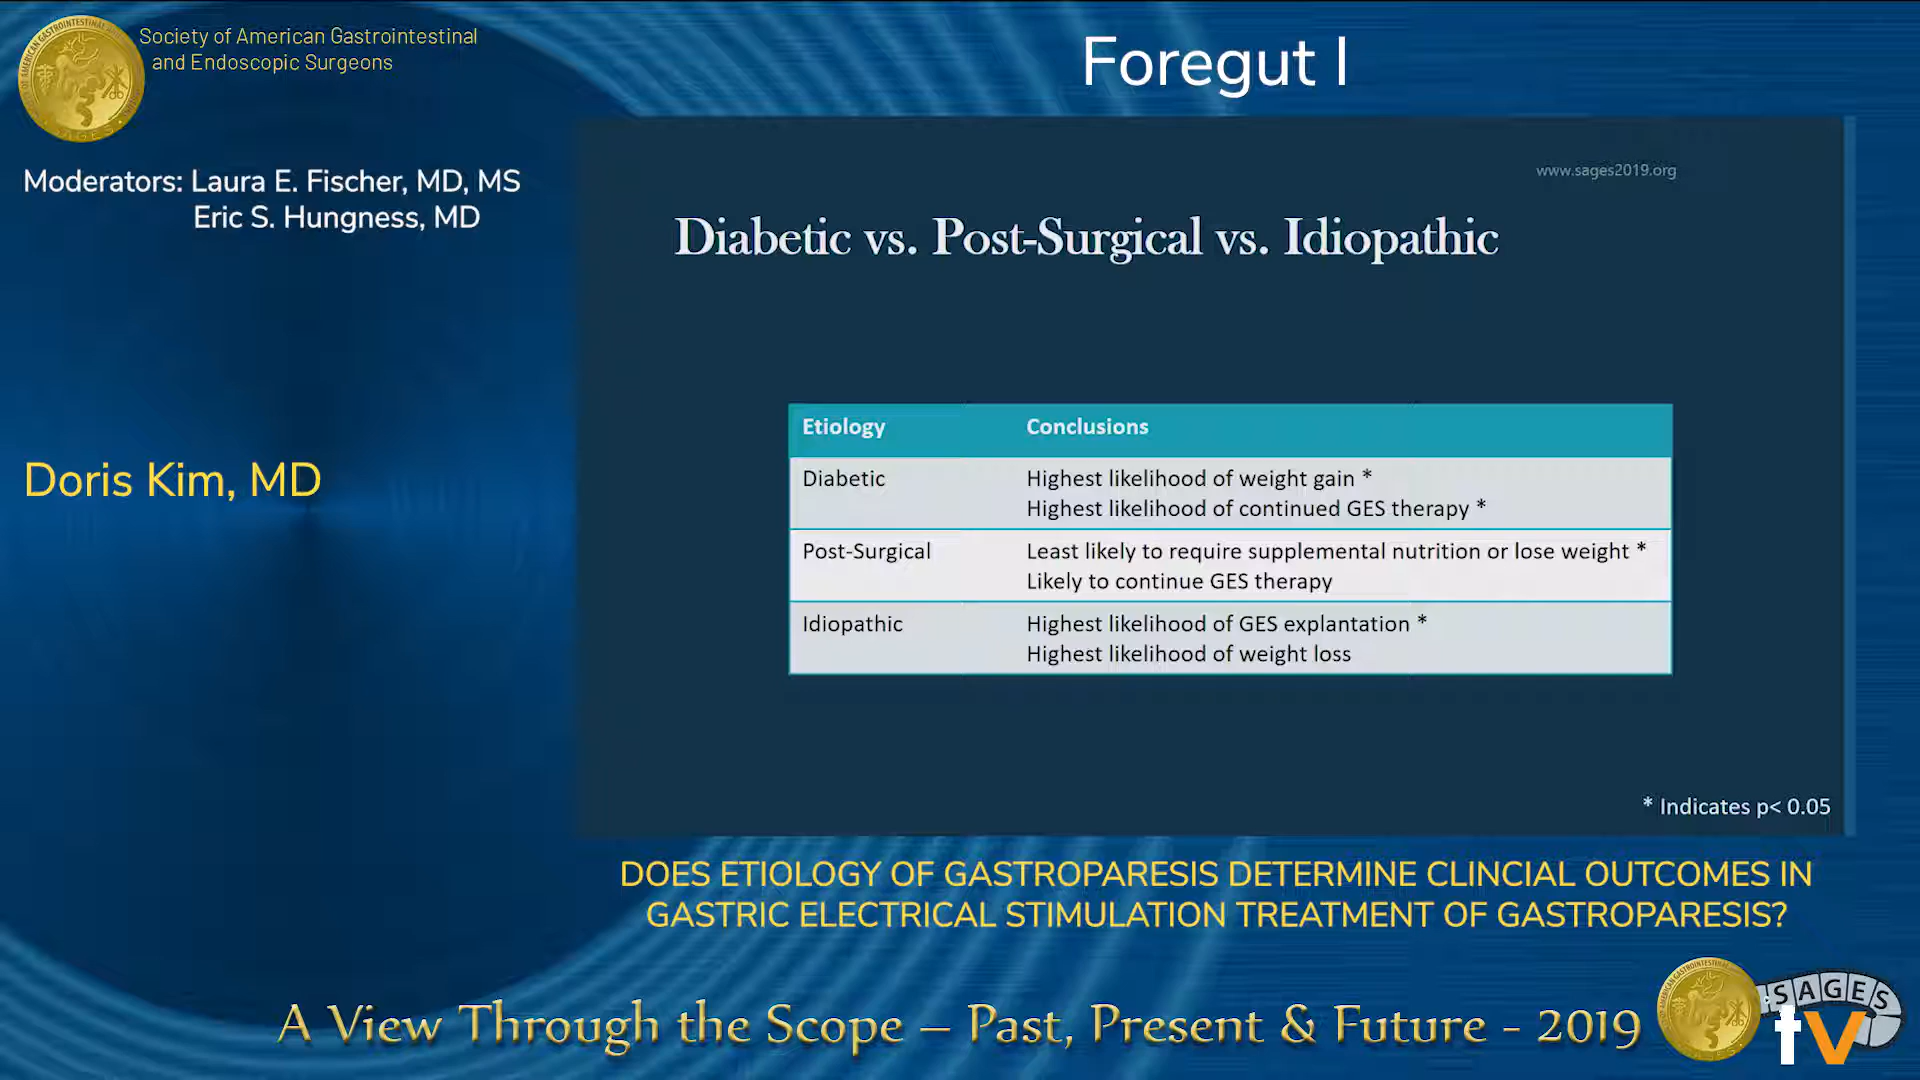 Society of American Gastrointestinal
and Endoscopic Surgeons
Foregut I
Moderators: Laura E. Fischer, MD, MS
Eric S. Hungness, MD
Doris Kim, MD
www.sages2019.org
Diabetic vs. Post-Surgical vs. Idiopathic
Etiology Conclusions
Diabetic Highest likelihood of weight gain *
Highest likelihood of continued GES therapy *
Post-Surgical Least likely to require supplemental nutrition or lose weight *
Likely to continue GES therapy
Idiopathic Highest likelihood of GES explantation *
Highest likelihood of weight loss
* Indicates p< 0.05
DOES ETIOLOGY OF GASTROPARESIS DETERMINE CLINCIAL OUTCOMES IN
GASTRIC ELECTRICAL STIMULATION TREATMENT OF GASTROPARESIS?
A View Through the Scope – Past, Present & Future - 2019
SAGES
tv